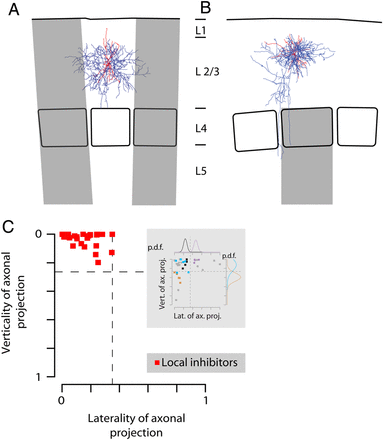 A
B
L1
L 2/3
L4
L5
C
0
1
Verticality of axonal
projection
0
1
Laterality of axonal
projection
p.d.f.
p.d.f.
Vert. of ax. proj.
Lat. of ax. proj.
Local inhibitors